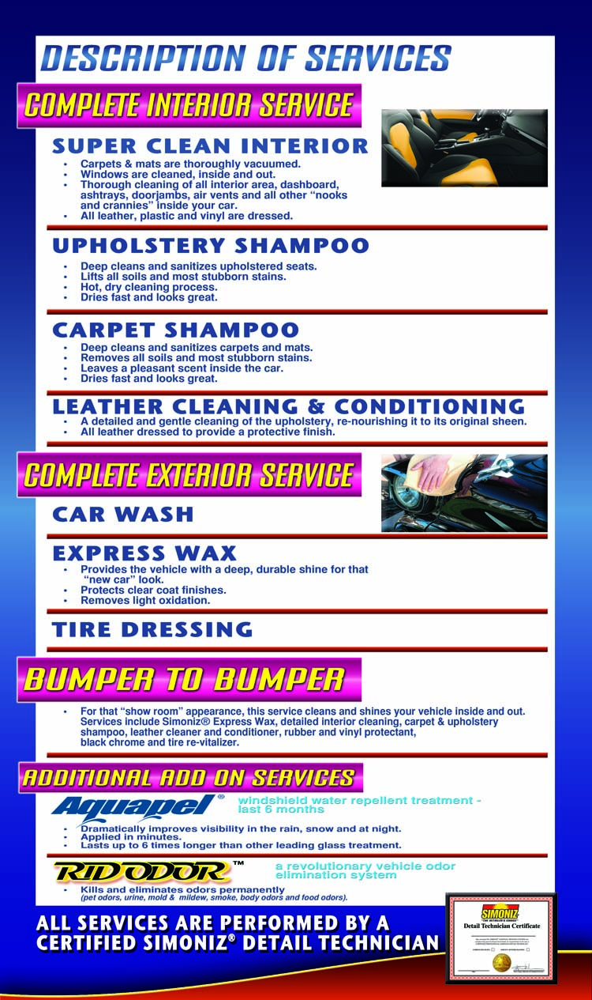 DESCRIPTION OF SERVICES
COMPLETE INTERIOR SERVICE
SUPER CLEAN INTERIOR
• Carpets & mats are thoroughly vacuumed.
• Windows are cleaned, inside and out.
• Thorough cleaning of all interior area, dashboard,
ashtrays, doorjambs, air vents and all other “nooks
and crannies” inside your car.
• All leather, plastic and vinyl are dressed.
UPHOLSTERY SHAMPOO
• Deep cleans and sanitizes upholstered seats.
• Lifts all soils and most stubborn stains.
• Hot, dry cleaning process.
• Dries fast and looks great.
CARPET SHAMPOO
• Deep cleans and sanitizes carpets and mats.
• Removes all soils and most stubborn stains.
• Leaves a pleasant scent inside the car.
• Dries fast and looks great.
LEATHER CLEANING & CONDITIONING
• A detailed and gentle cleaning of the upholstery, re-nourishing it to its original sheen.
• All leather dressed to provide a protective finish.
COMPLETE EXTERIOR SERVICE
CAR WASH
EXPRESS WAX
• Provides the vehicle with a deep, durable shine for that
“new car” look.
• Protects clear coat finishes.
• Removes light oxidation.
TIRE DRESSING
BUMPER TO BUMPER
• For that “show room” appearance, this service cleans and shines your vehicle inside and out.
Services include Simoniz® Express Wax, detailed interior cleaning, carpet & upholstery
shampoo, leather cleaner and conditioner, rubber and vinyl protectant,
black chrome and tire re-vitalizer.
ADDITIONAL ADD ON SERVICES
Aquapel® windshield water repellent treatment -
last 6 months
• Dramatically improves visibility in the rain, snow and at night.
• Applied in minutes.
• Lasts up to 6 times longer than other leading glass treatment.
RID ODOR™ a revolutionary vehicle odor
elimination system
• Kills and eliminates odors permanently
(pet odors, urine, mold & mildew, smoke, body odors and food odors).
ALL SERVICES ARE PERFORMED BY A
CERTIFIED SIMONIZ® DETAIL TECHNICIAN
SIMONIZ
Detail Technician Certificate